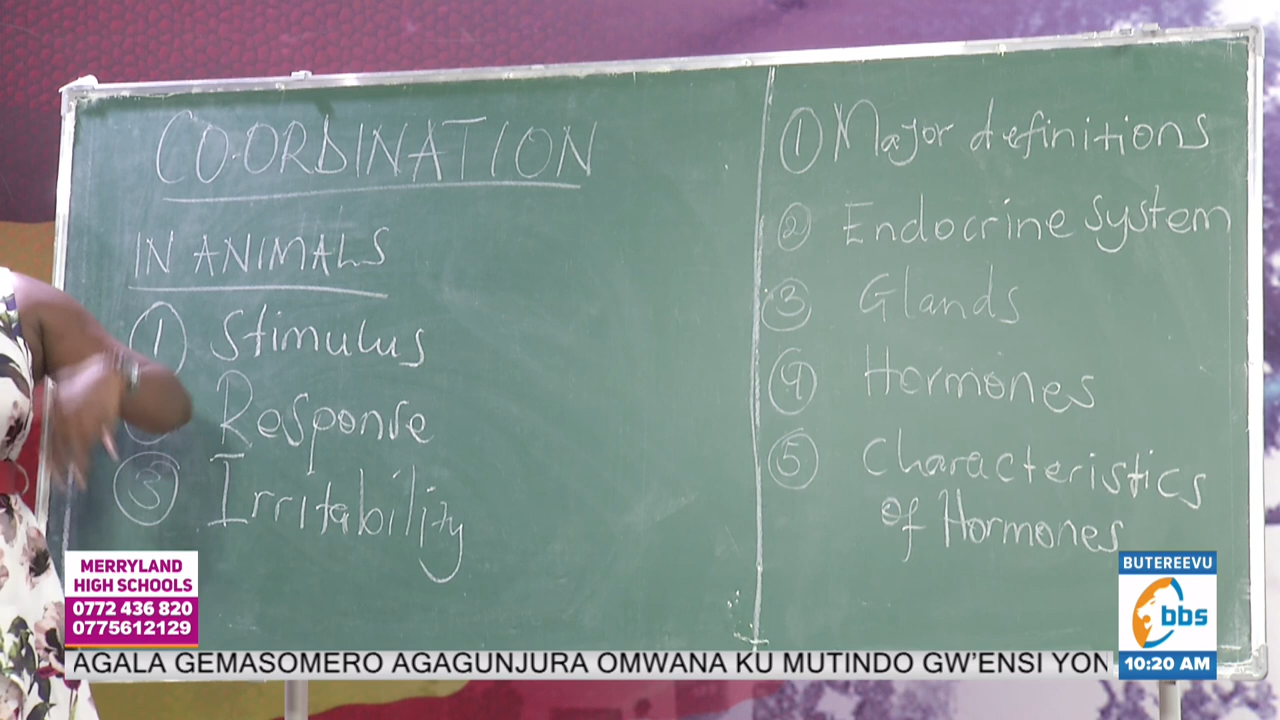 CO-ORDINATION
IN ANIMALS
① Stimulus
Response
③ Irritability
① Major definitions
② Endocrine system
③ Glands
④ Hormones
⑤ Characteristics
of Hormones
MERRYLAND
HIGH SCHOOLS
0772 436 820
0775612129
BUTEREEVU
bbs
10:20 AM
AGALA GEMASOMERO AGAGUNJURA OMWANA KU MUTINDO GW'ENSI YON